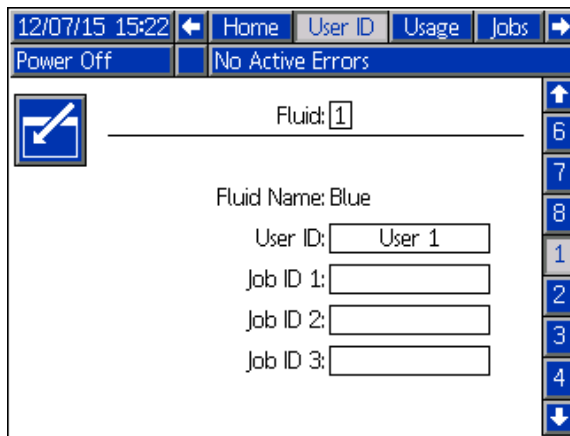 12/07/15 15:22 Home User ID Usage Jobs
Power Off No Active Errors
Fluid: 1
Fluid Name: Blue
User ID: User 1
Job ID 1:
Job ID 2:
Job ID 3:
6
7
8
1
2
3
4